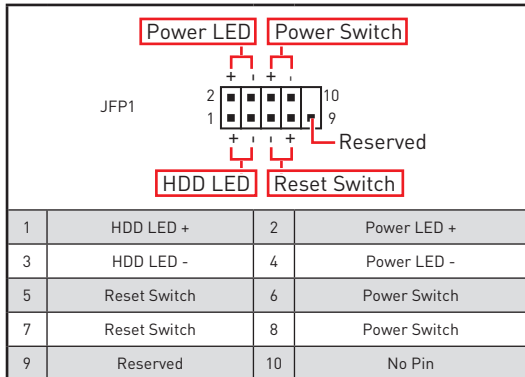 Power LED Power Switch
+ - + -
JFP1
2 10
1 9
+ - - +
Reserved
HDD LED Reset Switch
1 HDD LED + 2 Power LED +
3 HDD LED - 4 Power LED -
5 Reset Switch 6 Power Switch
7 Reset Switch 8 Power Switch
9 Reserved 10 No Pin